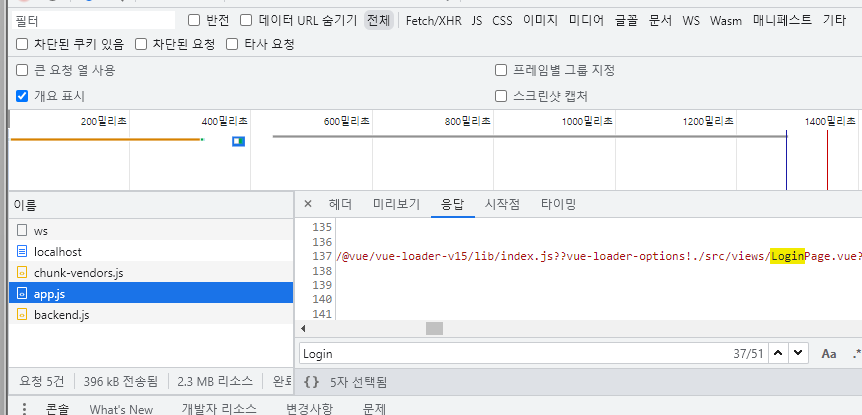 필터
반전
데이터 URL 숨기기
전체
Fetch/XHR JS CSS 이미지 미디어 글꼴 문서 WS Wasm 매니페스트 기타
차단된 쿠키 있음
차단된 요청
타사 요청
큰 요청 열 사용
프레임별 그룹 지정
개요 표시
스크린샷 캡처
200밀리초 400밀리초 600밀리초 800밀리초 1000밀리초 1200밀리초 1400밀리초
이름
ws
localhost
chunk-vendors.js
app.js
backend.js
요청 5건 396 kB 전송됨 2.3 MB 리소스 완료
× 헤더 미리보기 응답 시작점 타이밍
135
136
137 /@vue/vue-loader-v15/lib/index.js??vue-loader-options!./src/views/LoginPage.vue?
138
139
140
141
Login 37/51 Aa .*
{} 5자 선택됨
콘솔 What's New 개발자 리소스 변경사항 문제